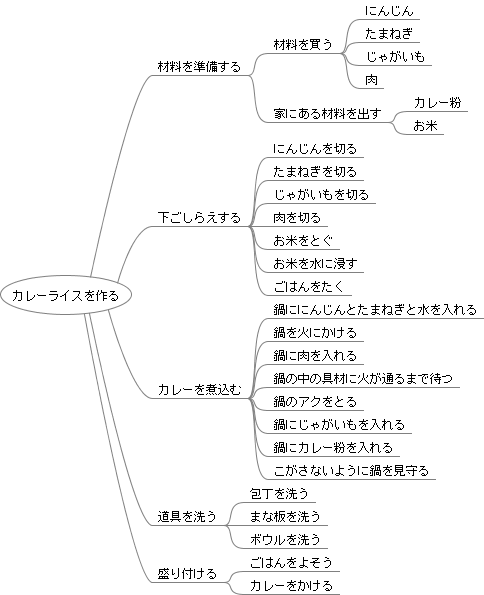 カレーライスを作る
材料を準備する
材料を買う
にんじん
たまねぎ
じゃがいも
肉
家にある材料を出す
カレー粉
お米
下ごしらえする
にんじんを切る
たまねぎを切る
じゃがいもを切る
肉を切る
お米をとぐ
お米を水に浸す
ごはんをたく
カレーを煮込む
鍋ににんじんとたまねぎと水を入れる
鍋を火にかける
鍋に肉を入れる
鍋の中の具材に火が通るまで待つ
鍋のアクをとる
鍋にじゃがいもを入れる
鍋にカレー粉を入れる
こがさないように鍋を見守る
道具を洗う
包丁を洗う
まな板を洗う
ボウルを洗う
盛り付ける
ごはんをよそう
カレーをかける